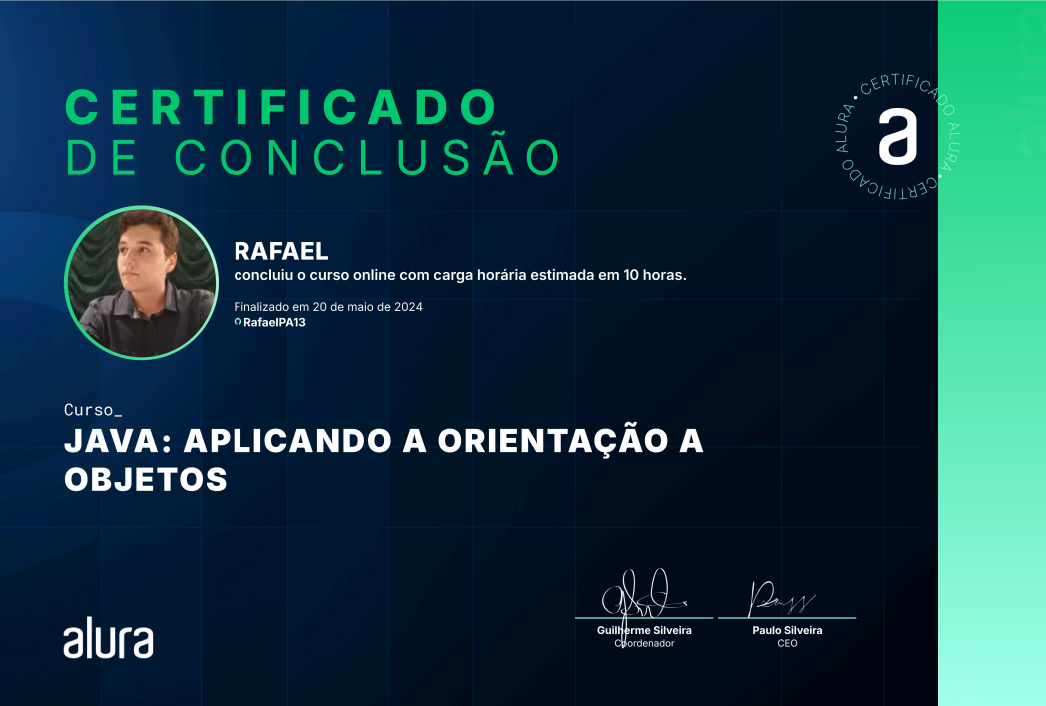 CERTIFICADO
DE CONCLUSÃO
CERTIFICADO ALURA • CERTIFICADO ALURA •
a
RAFAEL
concluiu o curso online com carga horária estimada em 10 horas.
Finalizado em 20 de maio de 2024
RafaelPA13
Curso_
JAVA: APLICANDO A ORIENTAÇÃO A
OBJETOS
Guilherme Silveira
Coordenador
Paulo Silveira
CEO
alura